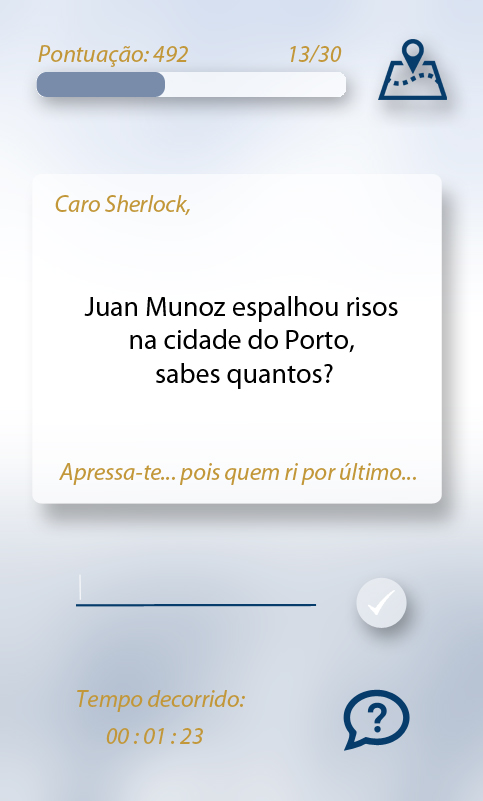 Pontuação: 492 13/30
Caro Sherlock,
Juan Munoz espalhou risos
na cidade do Porto,
sabes quantos?
Apressa-te... pois quem ri por último...
Tempo decorrido:
00 : 01 : 23
?